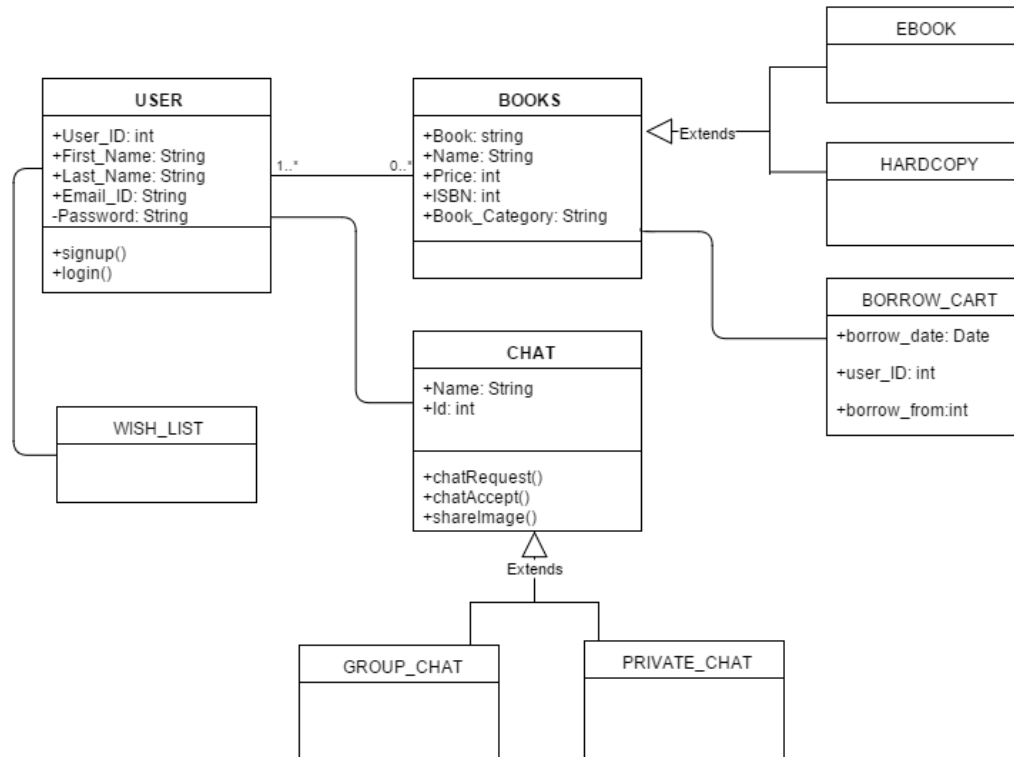 EBOOK
USER
+User_ID: int
+First_Name: String
+Last_Name: String
+Email_ID: String
-Password: String
+signup()
+login()
1..*
0..*
BOOKS
+Book: string
+Name: String
+Price: int
+ISBN: int
+Book_Category: String
Extends
HARDCOPY
BORROW_CART
+borrow_date: Date
+user_ID: int
+borrow_from:int
CHAT
+Name: String
+Id: int
+chatRequest()
+chatAccept()
+shareImage()
WISH_LIST
Extends
GROUP_CHAT
PRIVATE_CHAT